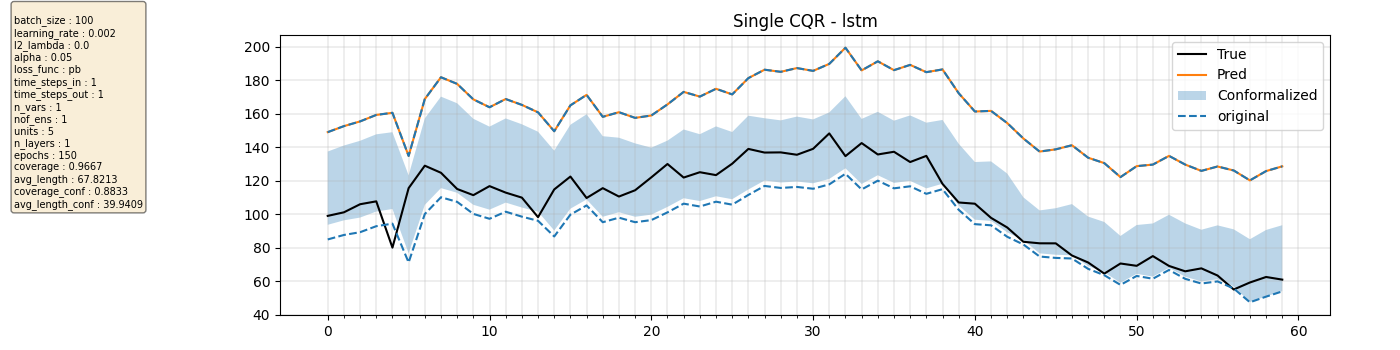 batch_size : 100
learning_rate : 0.002
l2_lambda : 0.0
alpha : 0.05
loss_func : pb
time_steps_in : 1
time_steps_out : 1
n_vars : 1
nof_ens : 1
units : 5
n_layers : 1
epochs : 150
coverage : 0.9667
avg_length : 67.8213
coverage_conf : 0.8833
avg_length_conf : 39.9409
Single CQR - lstm
200
180
160
140
120
100
80
60
40
True
Pred
Conformalized
original
0 10 20 30 40 50 60